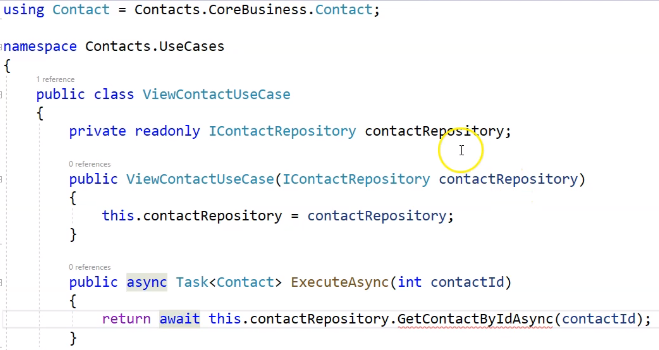 using Contact = Contacts.CoreBusiness.Contact;
namespace Contacts.UseCases
{
1 reference
public class ViewContactUseCase
{
private readonly IContactRepository contactRepository;
0 references
public ViewContactUseCase(IContactRepository contactRepository)
{
this.contactRepository = contactRepository;
}
0 references
public async Task<Contact> ExecuteAsync(int contactId)
{
return await this.contactRepository.GetContactByIdAsync(contactId);
}